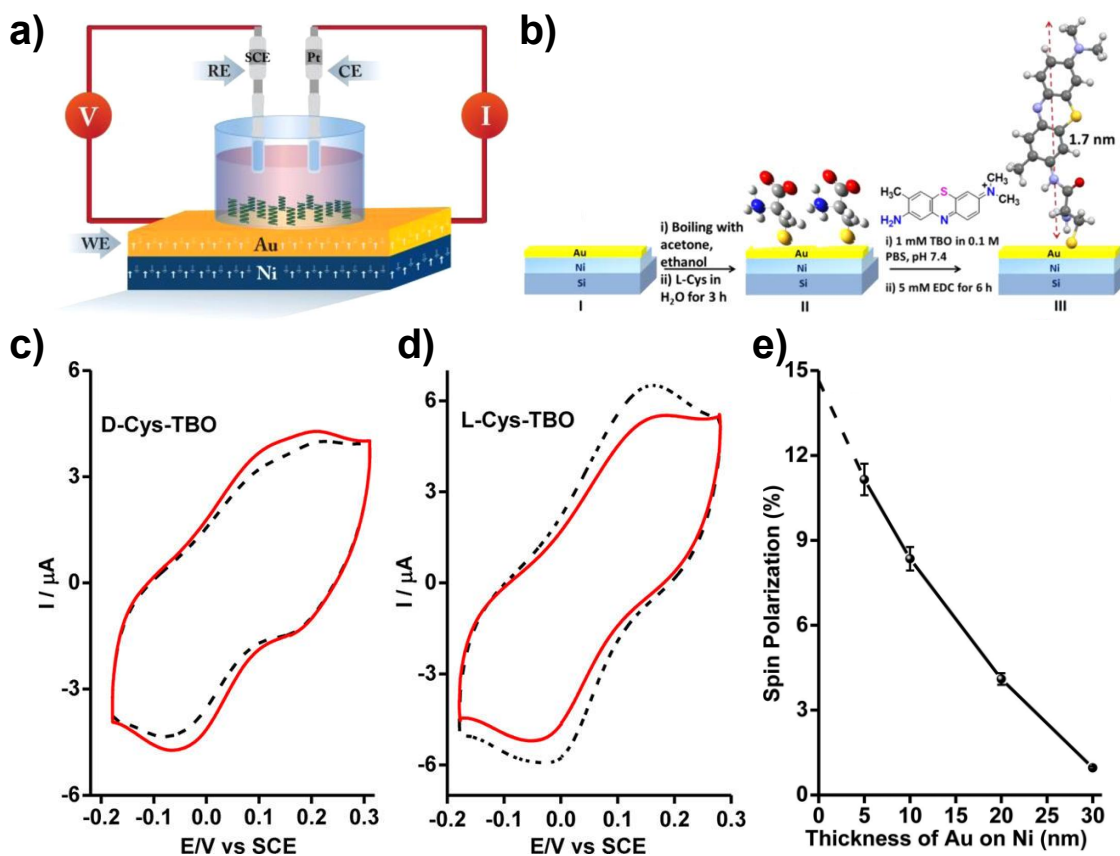 a)
SCE
Pt
RE
CE
V
I
WE
Au
Ni
b)
1.7 nm
i) Boiling with
acetone,
ethanol
ii) L-Cys in
H₂O for 3 h
H₃C
S
CH₃
N⁺
CH₃
H₂N
N
i) 1 mM TBO in 0.1 M
PBS, pH 7.4
ii) 5 mM EDC for 6 h
Au
Ni
Si
I
Au
Ni
Si
II
Au
Ni
Si
III
c)
D-Cys-TBO
I / µA
6
3
0
-3
-6
-0.2 -0.1 0.0 0.1 0.2 0.3
E/V vs SCE
d)
L-Cys-TBO
I / µA
6
3
0
-3
-6
-0.2 -0.1 0.0 0.1 0.2 0.3
E/V vs SCE
e)
Spin Polarization (%)
15
12
9
6
3
0
0 5 10 15 20 25 30
Thickness of Au on Ni (nm)